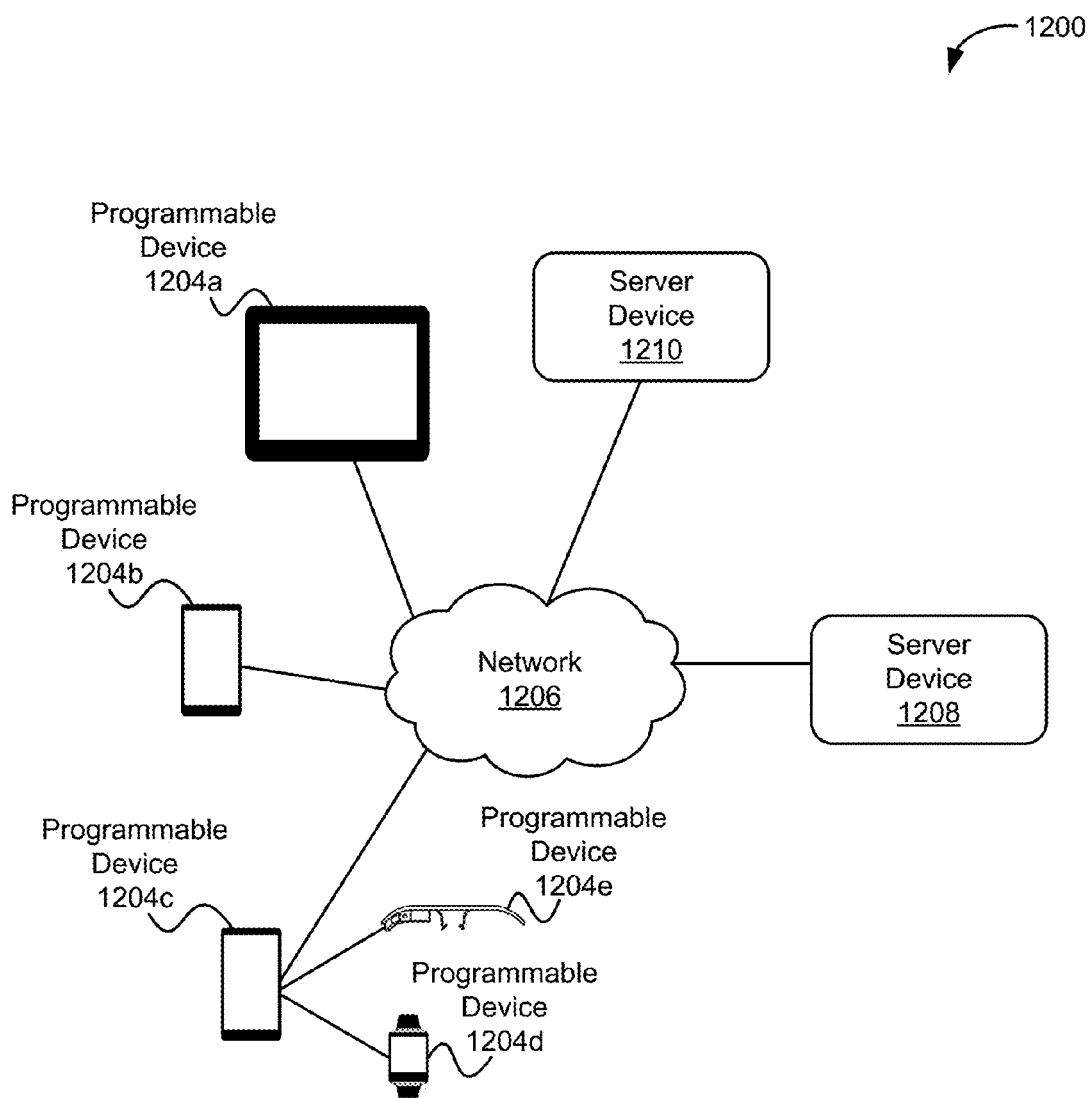 1200
Programmable
Device
1204a
Server
Device
1210
Programmable
Device
1204b
Network
1206
Server
Device
1208
Programmable
Device
1204c
Programmable
Device
1204e
Programmable
Device
1204d